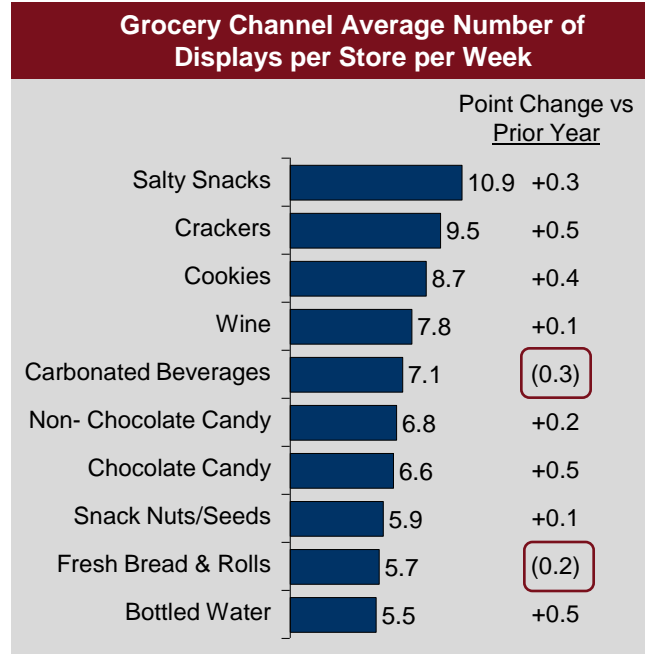 Grocery Channel Average Number of
Displays per Store per Week
Point Change vs
Prior Year
Salty Snacks 10.9 +0.3
Crackers 9.5 +0.5
Cookies 8.7 +0.4
Wine 7.8 +0.1
Carbonated Beverages 7.1 (0.3)
Non- Chocolate Candy 6.8 +0.2
Chocolate Candy 6.6 +0.5
Snack Nuts/Seeds 5.9 +0.1
Fresh Bread & Rolls 5.7 (0.2)
Bottled Water 5.5 +0.5